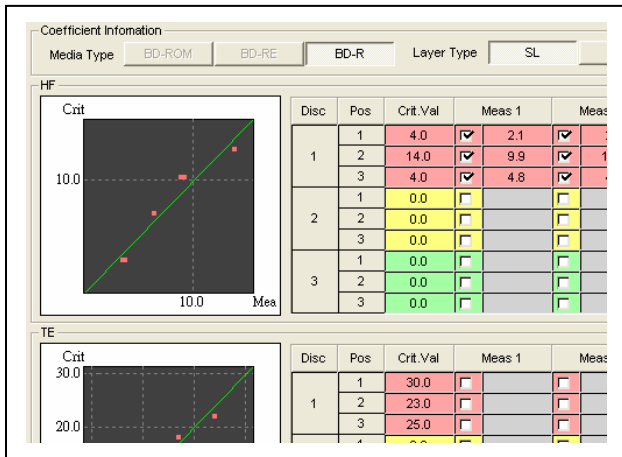 Coefficient Infomation
Media Type BD-ROM BD-RE BD-R Layer Type SL
HF
Crit
10.0
10.0 Mea
Disc Pos Crit.Val Meas 1 Meas
1 1 4.0 2.1
2 14.0 9.9 1
3 4.0 4.8
2 1 0.0
2 0.0
3 0.0
3 1 0.0
2 0.0
3 0.0
TE
Crit
30.0
20.0
Disc Pos Crit.Val Meas 1 Meas
1 1 30.0
2 23.0
3 25.0